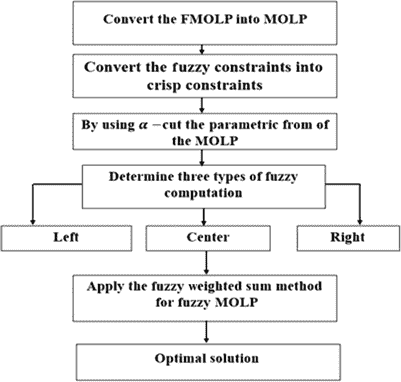 Convert the FMOLP into MOLP
Convert the fuzzy constraints into
crisp constraints
By using α −cut the parametric from of
the MOLP
Determine three types of fuzzy
computation
Left
Center
Right
Apply the fuzzy weighted sum method
for fuzzy MOLP
Optimal solution